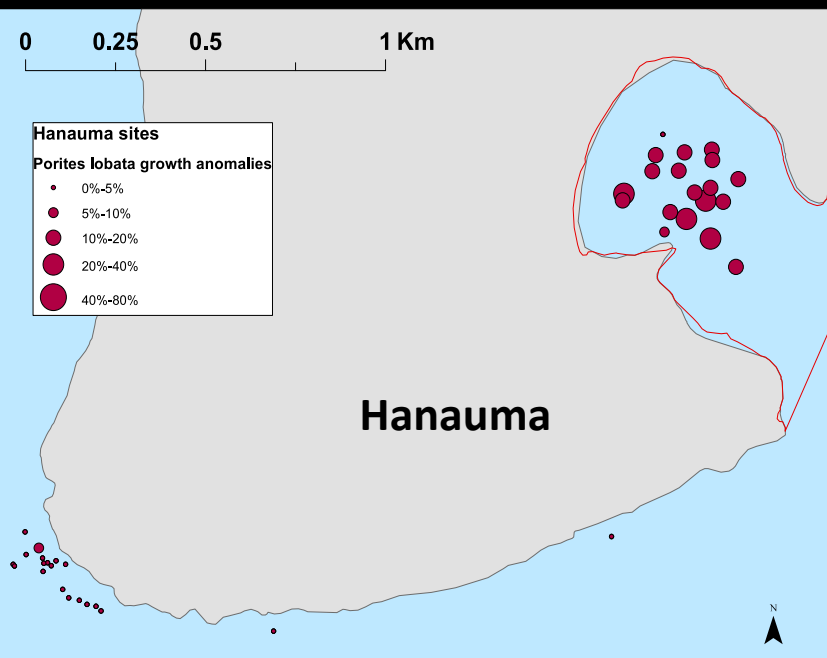 0 0.25 0.5 1 Km
Hanauma sites
Porites lobata growth anomalies
0%-5%
5%-10%
10%-20%
20%-40%
40%-80%
Hanauma
N